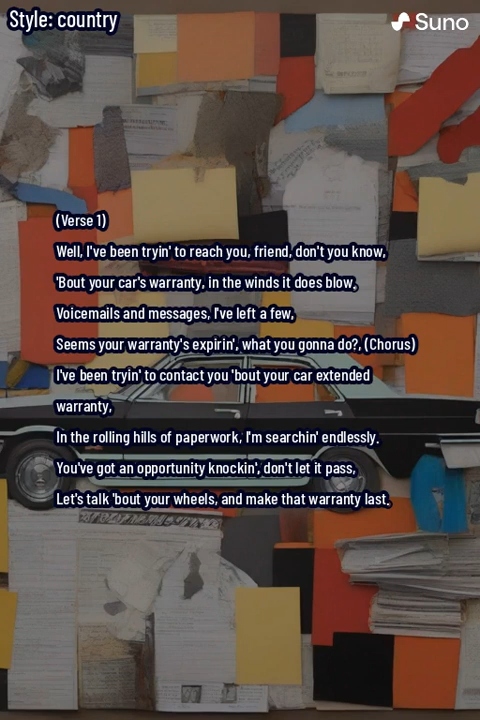 Style: country
Suno
(Verse 1)
Well, I've been tryin' to reach you, friend, don't you know,
'Bout your car's warranty, in the winds it does blow,
Voicemails and messages, I've left a few,
Seems your warranty's expirin', what you gonna do?, (Chorus)
I've been tryin' to contact you 'bout your car extended
warranty,
In the rolling hills of paperwork, I'm searchin' endlessly.
You've got an opportunity knockin', don't let it pass,
Let's talk 'bout your wheels, and make that warranty last.